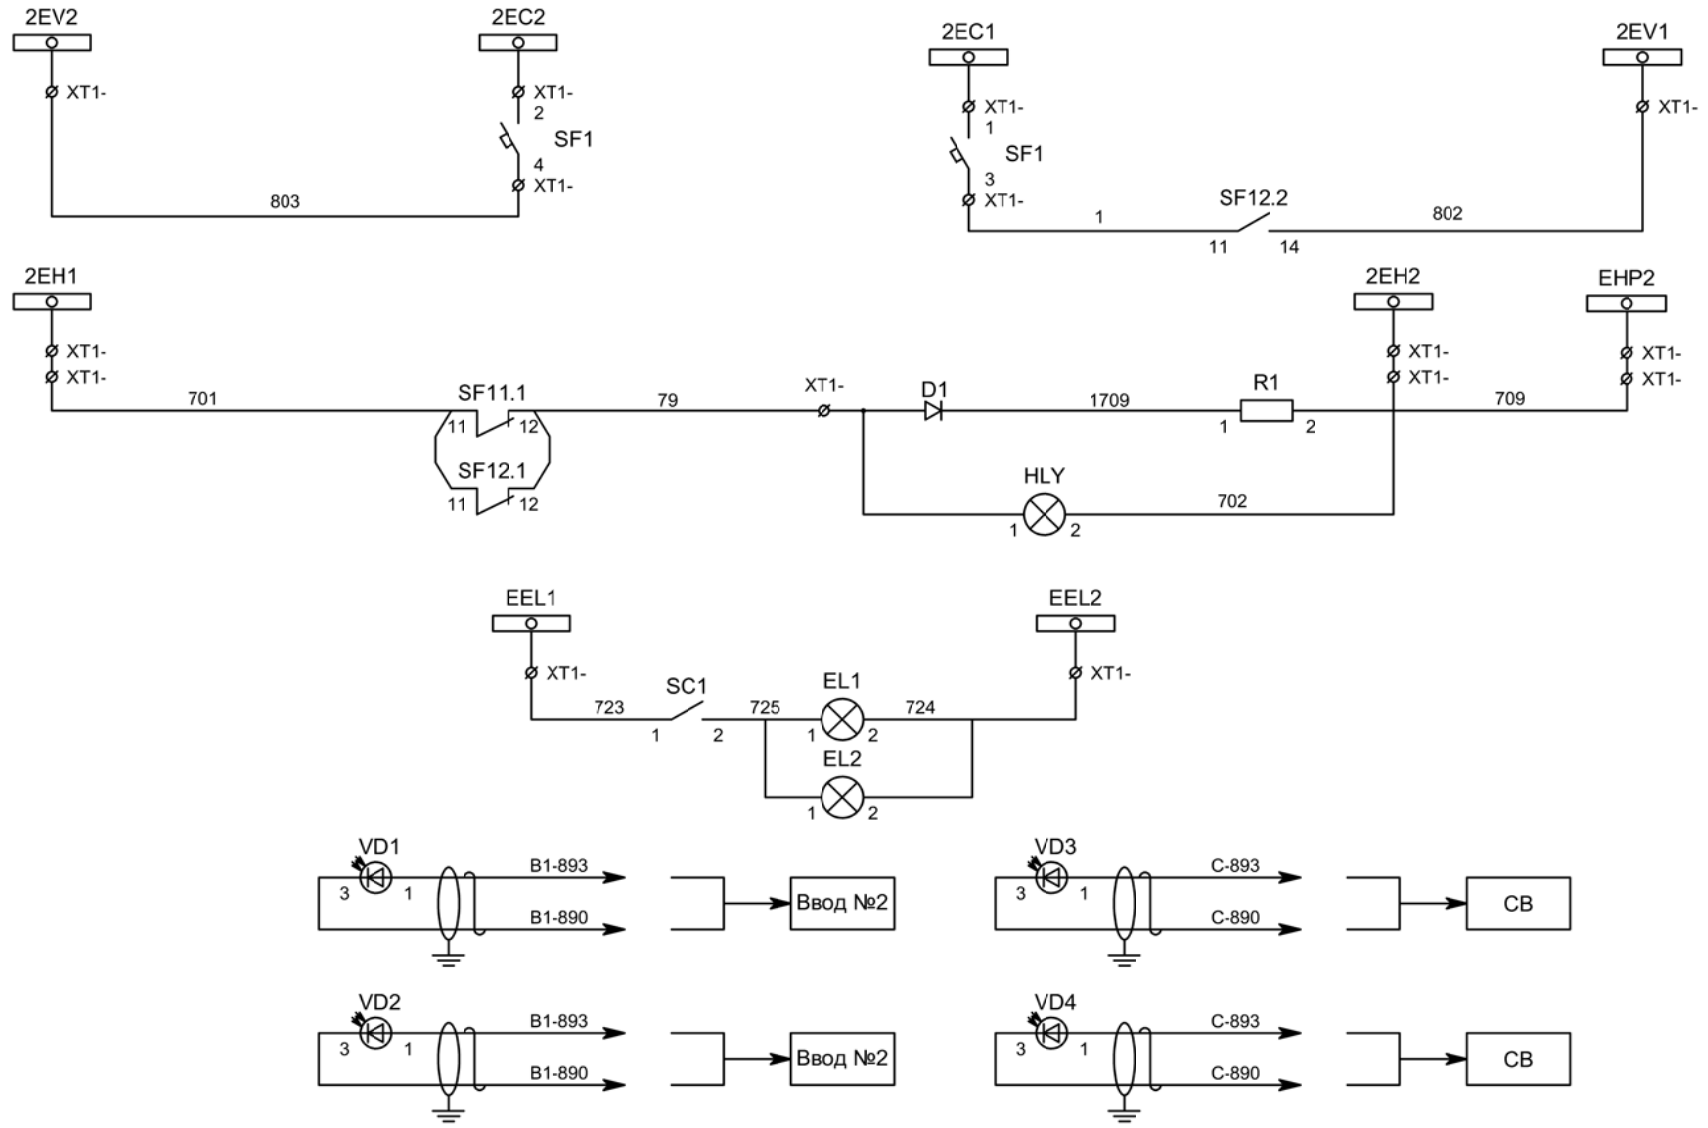 2EV2
2EC2
2EC1
2EV1
XT1-
XT1-
2
SF1
4
XT1-
803
XT1-
1
SF1
3
XT1-
XT1-
1
SF12.2
802
11
14
2EH1
2EH2
EHP2
XT1-
XT1-
XT1-
XT1-
XT1-
XT1-
701
SF11.1
11
12
SF12.1
11
12
79
XT1-
D1
1709
R1
1
2
709
HLY
1
2
702
EEL1
EEL2
XT1-
XT1-
723
SC1
1
2
725
EL1
1
2
724
EL2
1
2
VD1
3
1
B1-893
B1-890
Ввод №2
VD3
3
1
C-893
C-890
СВ
VD2
3
1
B1-893
B1-890
Ввод №2
VD4
3
1
C-893
C-890
СВ